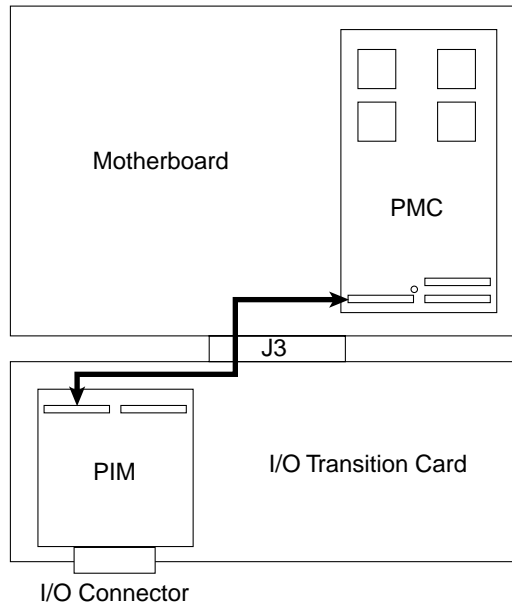 Motherboard
PMC
J3
I/O Transition Card
PIM
I/O Connector